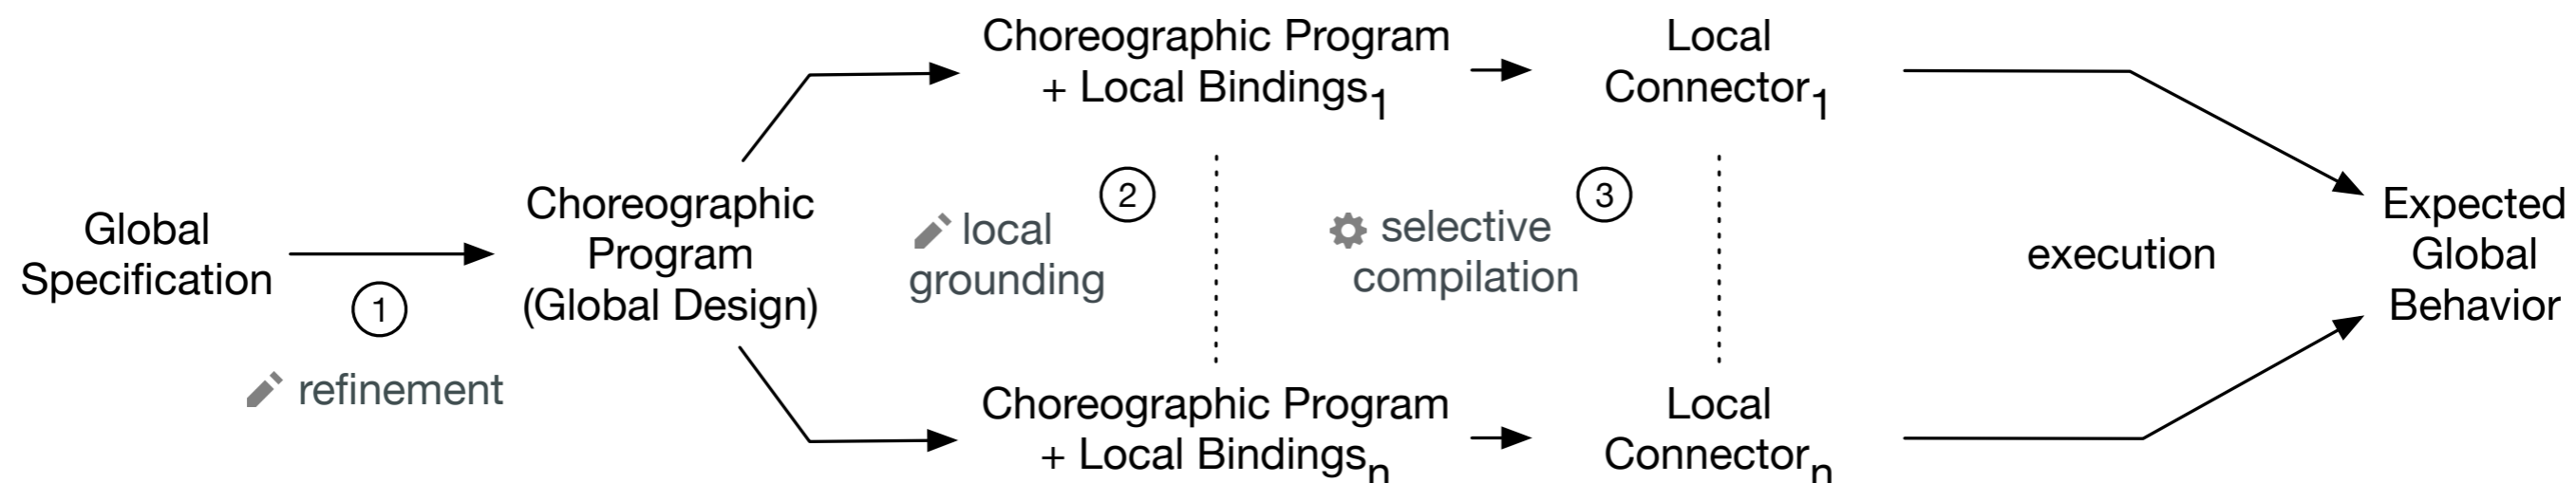 Global
Specification
1
refinement
Choreographic
Program
(Global Design)
Choreographic Program
+ Local Bindings1
Local
Connector1
2
local
grounding
3
selective
compilation
Choreographic Program
+ Local Bindingsn
Local
Connectorn
execution
Expected
Global
Behavior